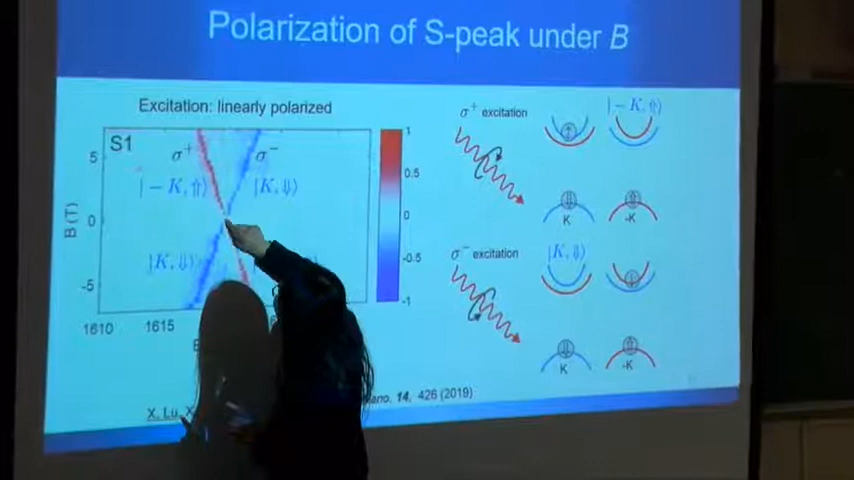 Polarization of S-peak under B
Excitation: linearly polarized
S1
σ⁺
σ⁻
|−K,⇑⟩
|K,⇓⟩
|K,⇓⟩
B (T)
5
0
-5
1610
1615
1
0.5
0
-0.5
-1
σ⁺ excitation
|−K,⇑⟩
K
-K
σ⁻ excitation
|K,⇓⟩
K
-K
X. Lu, X
Nano. 14, 426 (2019)